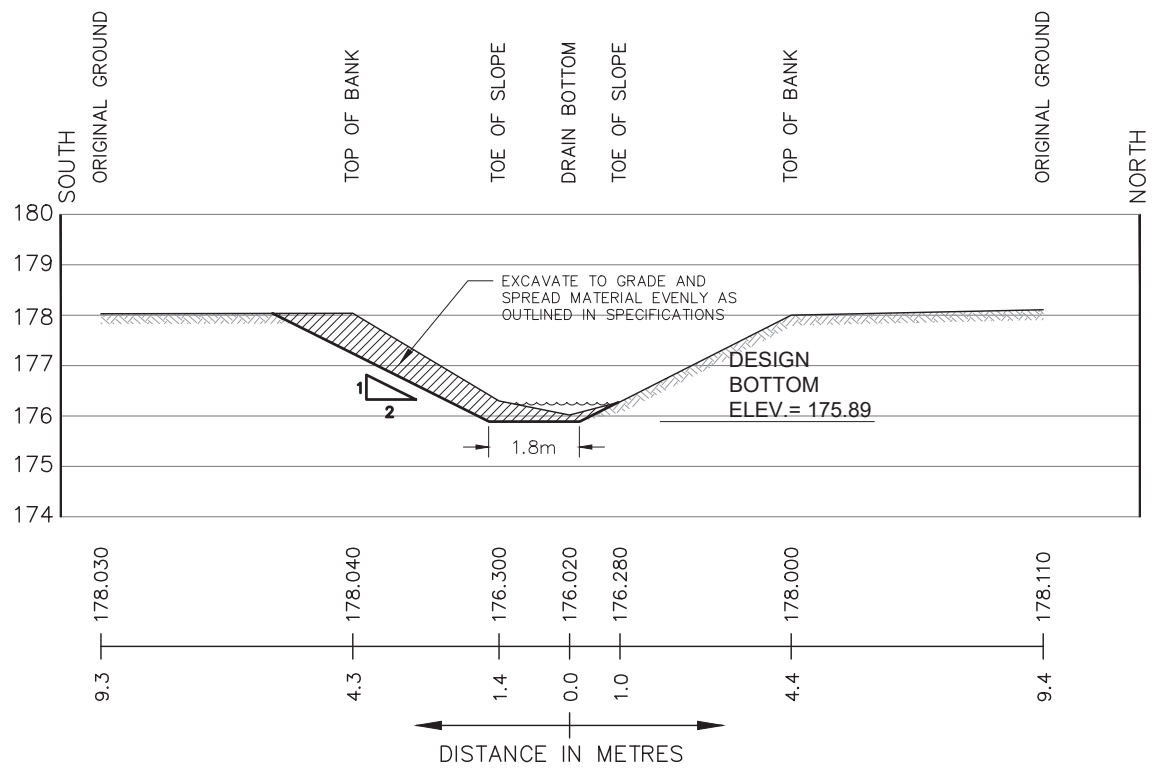 SOUTH
ORIGINAL GROUND
TOP OF BANK
TOE OF SLOPE
DRAIN BOTTOM
TOE OF SLOPE
TOP OF BANK
ORIGINAL GROUND
NORTH
180
179
178
177
176
175
174
EXCAVATE TO GRADE AND
SPREAD MATERIAL EVENLY AS
OUTLINED IN SPECIFICATIONS
DESIGN
BOTTOM
ELEV.= 175.89
1
2
1.8m
178.030
178.040
176.300
176.020
176.280
178.000
178.110
9.3
4.3
1.4
0.0
1.0
4.4
9.4
DISTANCE IN METRES